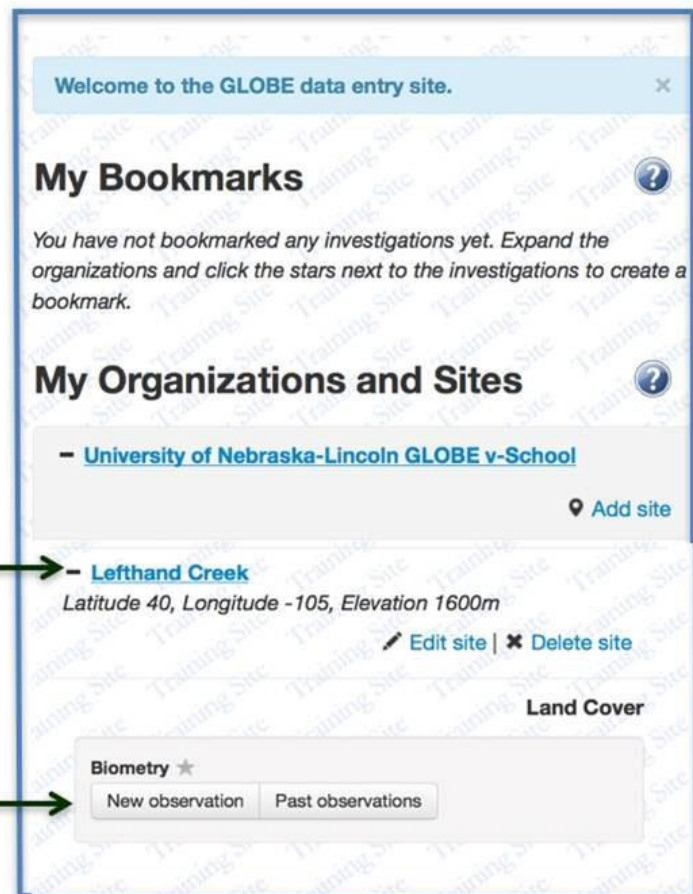 Welcome to the GLOBE data entry site. ×
My Bookmarks ?
You have not bookmarked any investigations yet. Expand the
organizations and click the stars next to the investigations to create a
bookmark.
My Organizations and Sites ?
– University of Nebraska-Lincoln GLOBE v-School
Add site
– Lefthand Creek
Latitude 40, Longitude -105, Elevation 1600m
Edit site | ✖ Delete site
Land Cover
Biometry ★
New observation Past observations
Training Site